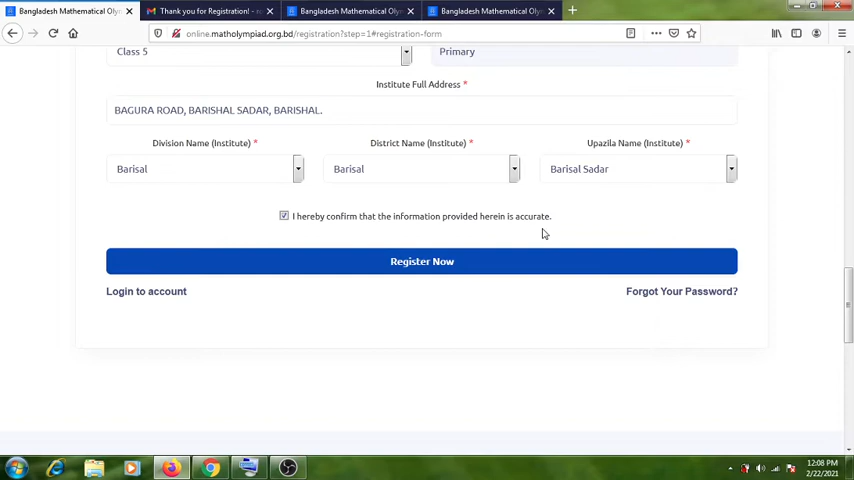 Bangladesh Mathematical Olym
Thank you for Registration! - n
Bangladesh Mathematical Olym
Bangladesh Mathematical Olym
online.matholympiad.org.bd/registration?step=1#registration-form
Class 5
Primary
Institute Full Address *
BAGURA ROAD, BARISHAL SADAR, BARISHAL.
Division Name (Institute) *
District Name (Institute) *
Upazila Name (Institute) *
Barisal
Barisal
Barisal Sadar
I hereby confirm that the information provided herein is accurate.
Register Now
Login to account
Forgot Your Password?
12:08 PM
2/22/2021